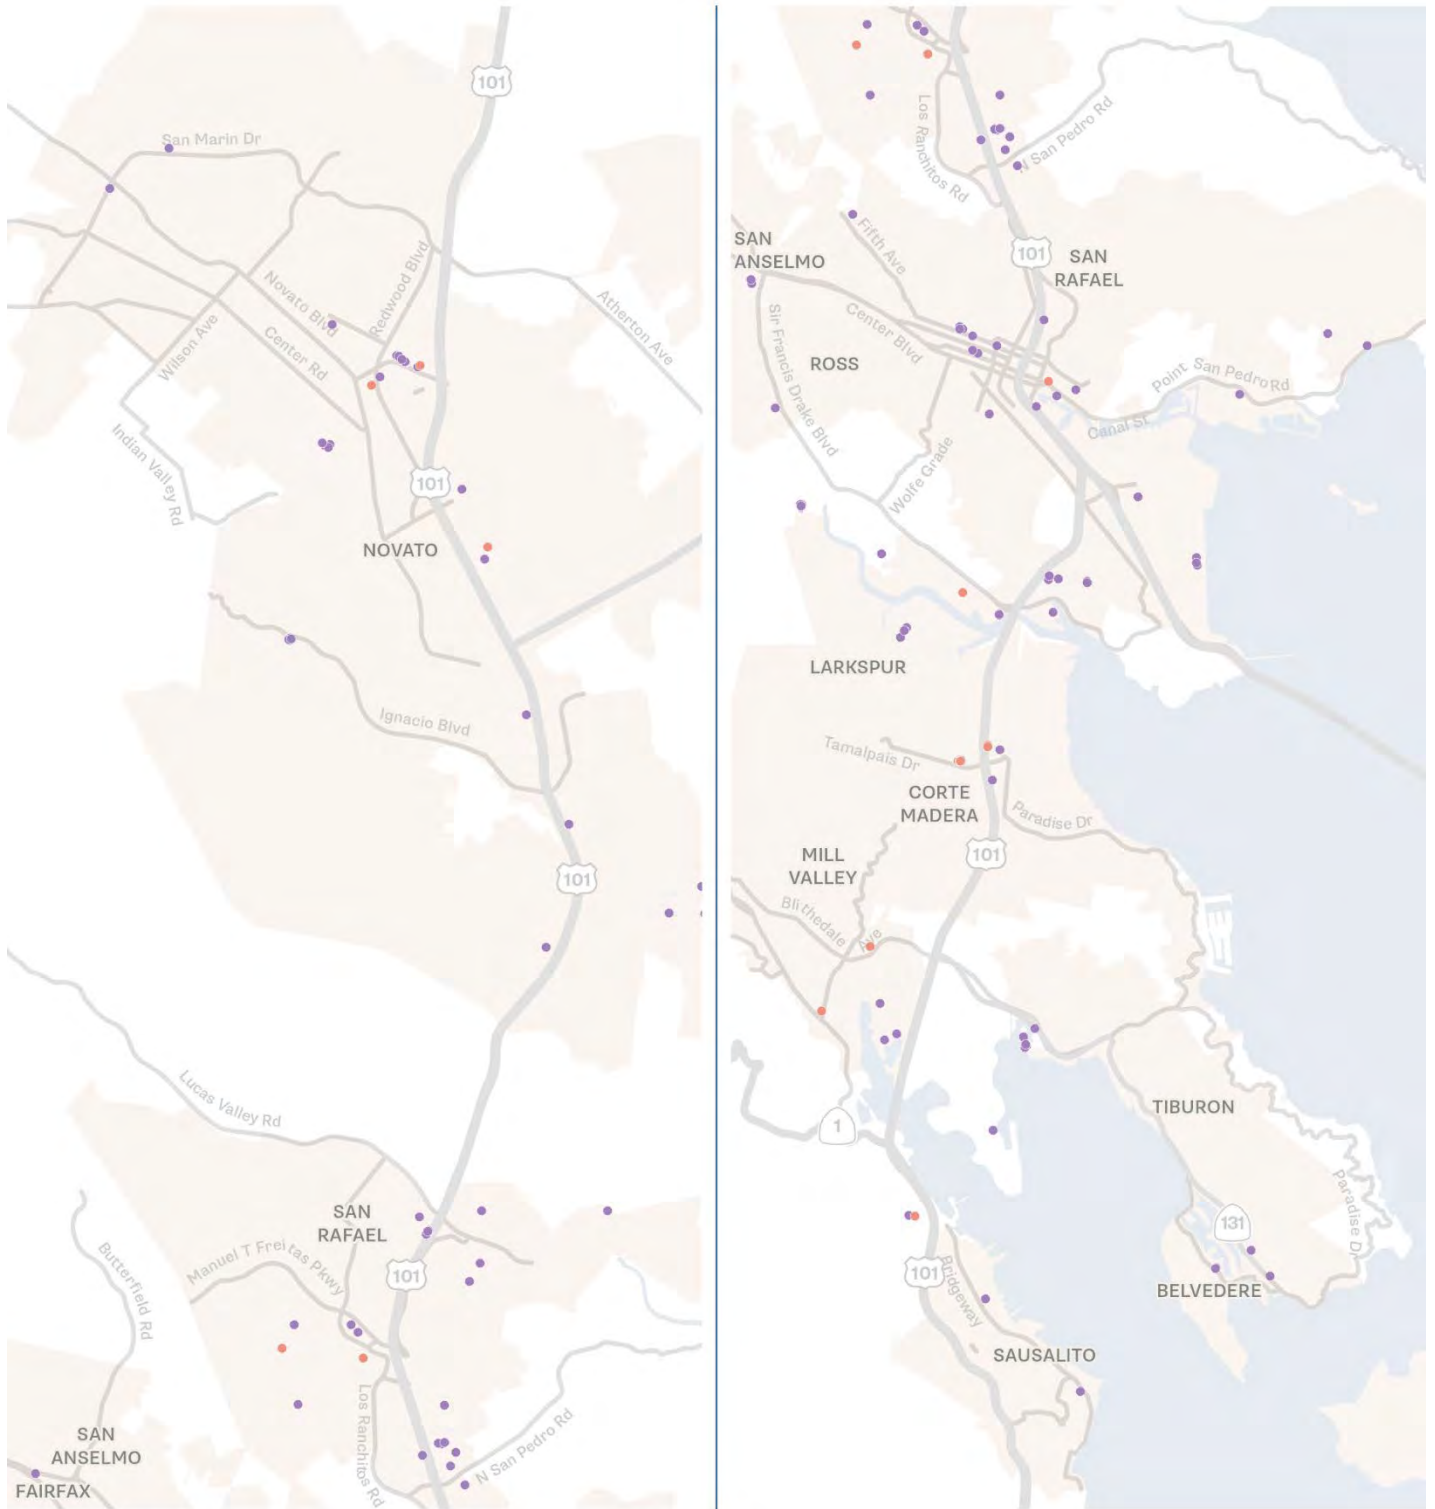 101
San Marin Dr
Redwood Blvd
Novato Blvd
Atherton Ave
Center Rd
Wilson Ave
Indian Valley Rd
101
NOVATO
Ignacio Blvd
101
Lucas Valley Rd
SAN
RAFAEL
Manuel T Freitas Pkwy
101
Butterfield Rd
Los Ranchitos Rd
SAN
ANSELMO
N San Pedro Rd
FAIRFAX
Los Ranchitos Rd
N San Pedro Rd
SAN
ANSELMO
Fifth Ave
101
SAN
RAFAEL
Sir Francis Drake Blvd
Center Blvd
ROSS
Point San Pedro Rd
Canal St
Wolfe Grade
LARKSPUR
Tamalpais Dr
CORTE
MADERA
Paradise Dr
MILL
VALLEY
101
Blithedale Ave
1
TIBURON
Paradise Dr
131
101
Bridgeway
BELVEDERE
SAUSALITO